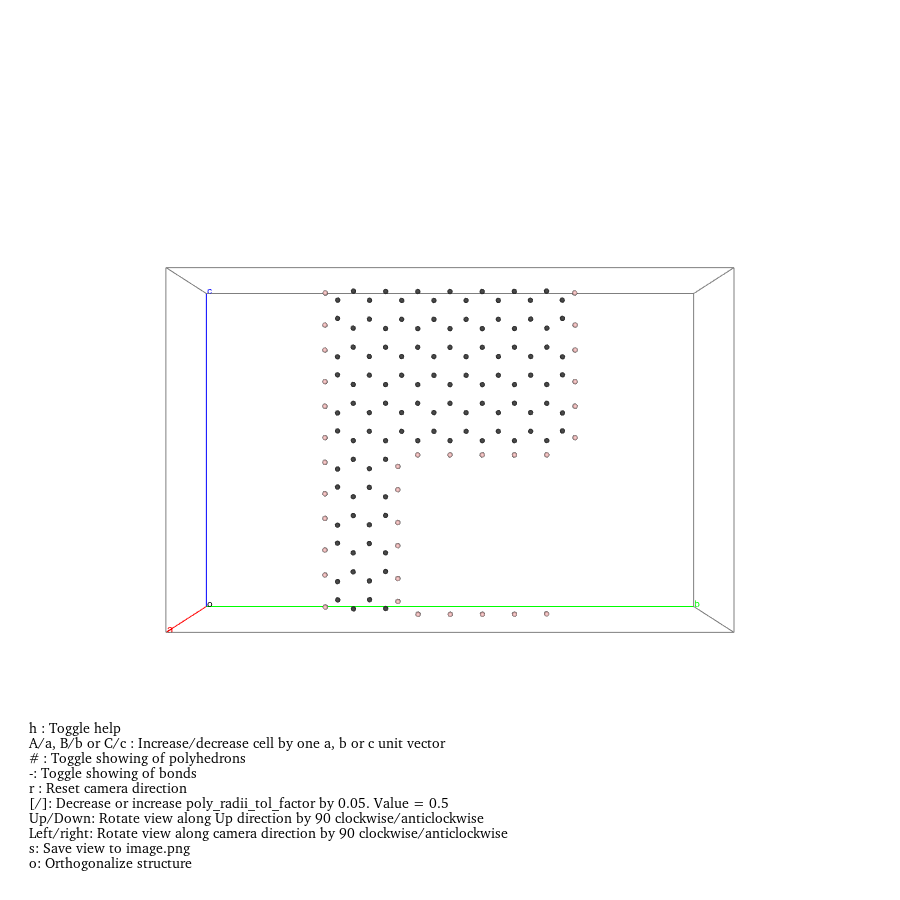 c
o
b
a
h : Toggle help
A/a, B/b or C/c : Increase/decrease cell by one a, b or c unit vector
# : Toggle showing of polyhedrons
-: Toggle showing of bonds
r : Reset camera direction
[/]: Decrease or increase poly_radii_tol_factor by 0.05. Value = 0.5
Up/Down: Rotate view along Up direction by 90 clockwise/anticlockwise
Left/right: Rotate view along camera direction by 90 clockwise/anticlockwise
s: Save view to image.png
o: Orthogonalize structure